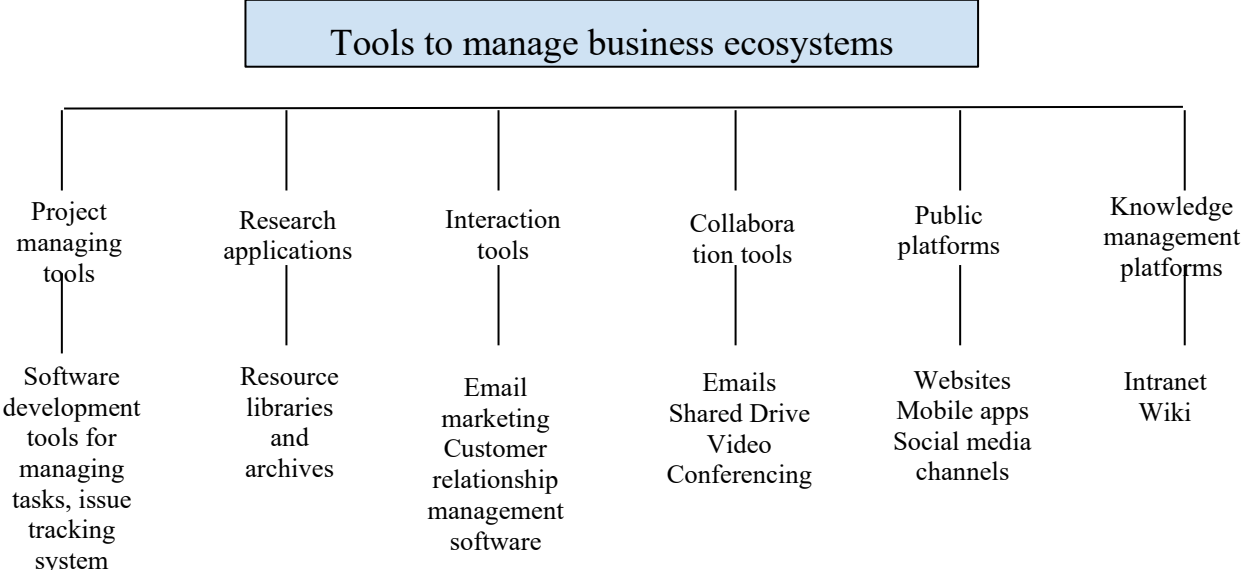 Tools to manage business ecosystems
Project
managing
tools
Research
applications
Interaction
tools
Collabora
tion tools
Public
platforms
Knowledge
management
platforms
Software
development
tools for
managing
tasks, issue
tracking
system
Resource
libraries
and
archives
Email
marketing
Customer
relationship
management
software
Emails
Shared Drive
Video
Conferencing
Websites
Mobile apps
Social media
channels
Intranet
Wiki